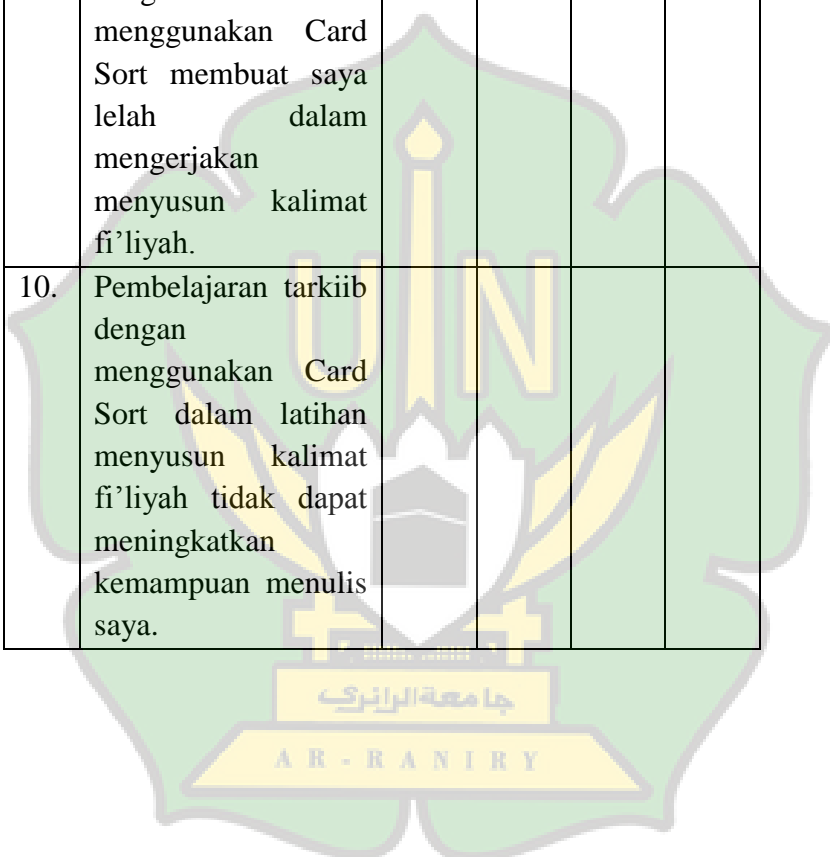 menggunakan Card
Sort membuat saya
lelah dalam
mengerjakan
menyusun kalimat
fi’liyah.
10. Pembelajaran tarkiib
dengan
menggunakan Card
Sort dalam latihan
menyusun kalimat
fi’liyah tidak dapat
meningkatkan
kemampuan menulis
saya.
UIN
جامعة الرانري
AR-RANIRY